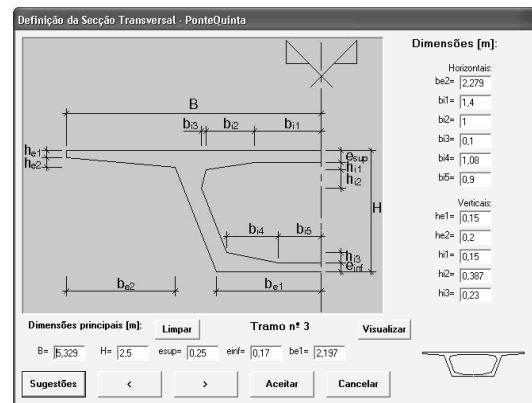 Definição da Secção Transversal - PonteQuinta
Dimensões [m]:
Horizontais:
be2= 2,279
bi1= 1,4
bi2= 1
bi3= 0,1
bi4= 1,08
bi5= 0,9
Verticais:
he1= 0,15
he2= 0,2
hi1= 0,15
hi2= 0,387
hi3= 0,23
B
bi3 bi2 bi1
he1
he2
esup
hi1
hi2
H
bi4 bi5
hi3
einf
be2 be1
Dimensões principais [m]: Limpar Tramo nº 3 Visualizar
B= 5,329 H= 2,5 esup= 0,25 einf= 0,17 be1= 2,197
Sugestões < > Aceitar Cancelar